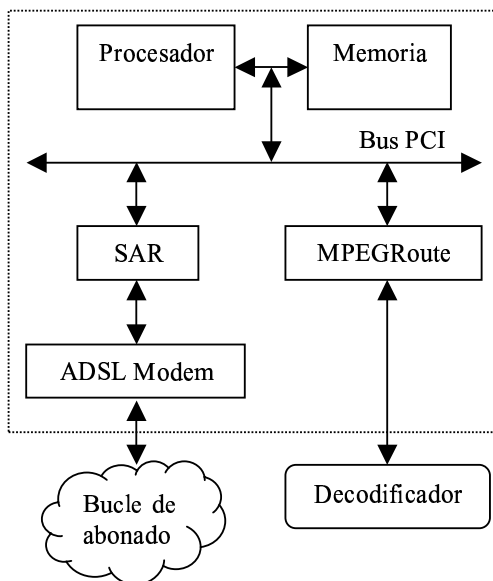 Procesador
Memoria
Bus PCI
SAR
MPEGRoute
ADSL Modem
Bucle de
abonado
Decodificador